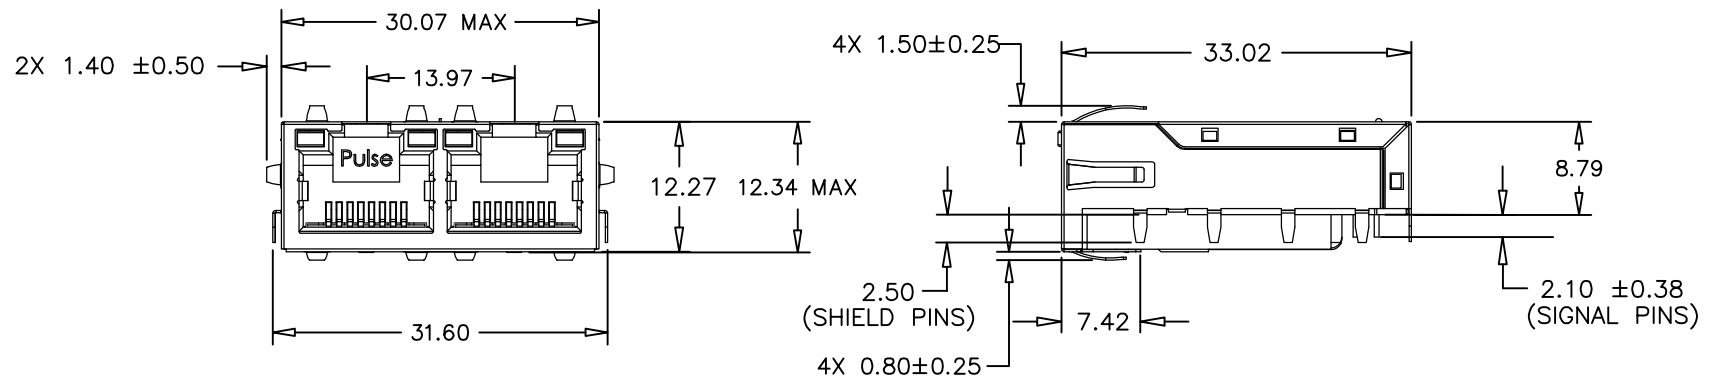 30.07 MAX
2X 1.40 ±0.50
13.97
Pulse
12.27
12.34 MAX
31.60
4X 1.50±0.25
33.02
8.79
2.50
(SHIELD PINS)
7.42
4X 0.80±0.25
2.10 ±0.38
(SIGNAL PINS)